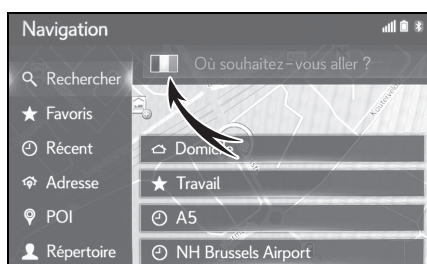 Navigation
Où souhaitez-vous aller ?
Rechercher
Favoris
Récent
Adresse
POI
Répertoire
Domicile
Travail
A5
NH Brussels Airport